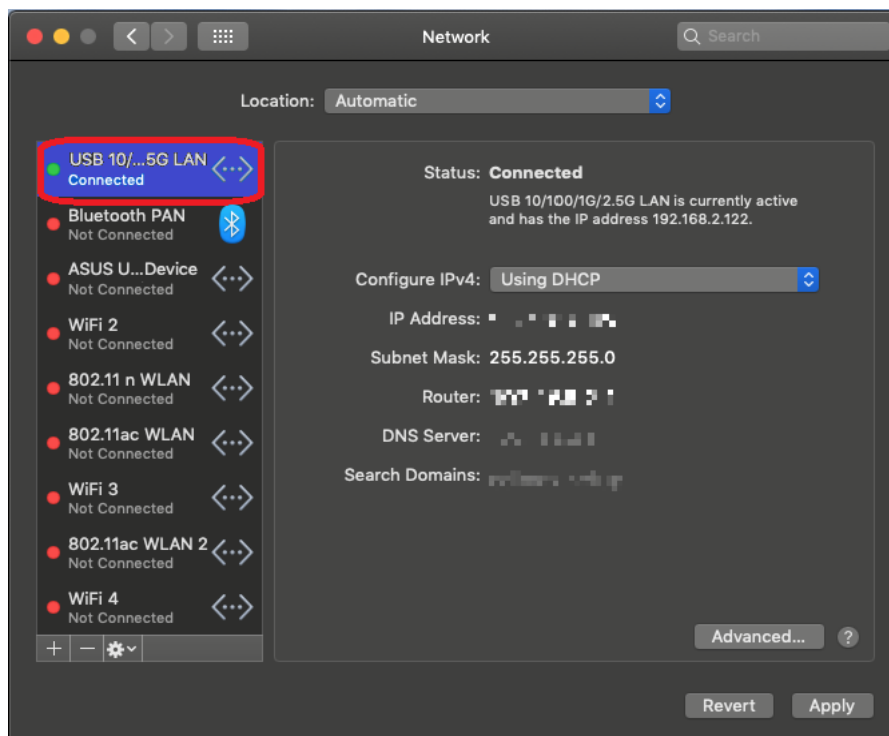 Network
Search
Location: Automatic
USB 10/...5G LAN
Connected
Bluetooth PAN
Not Connected
ASUS U...Device
Not Connected
WiFi 2
Not Connected
802.11 n WLAN
Not Connected
802.11ac WLAN
Not Connected
WiFi 3
Not Connected
802.11ac WLAN 2
Not Connected
WiFi 4
Not Connected
Status: Connected
USB 10/100/1G/2.5G LAN is currently active
and has the IP address 192.168.2.122.
Configure IPv4: Using DHCP
IP Address:
Subnet Mask: 255.255.255.0
Router:
DNS Server:
Search Domains:
Advanced... ?
Revert Apply